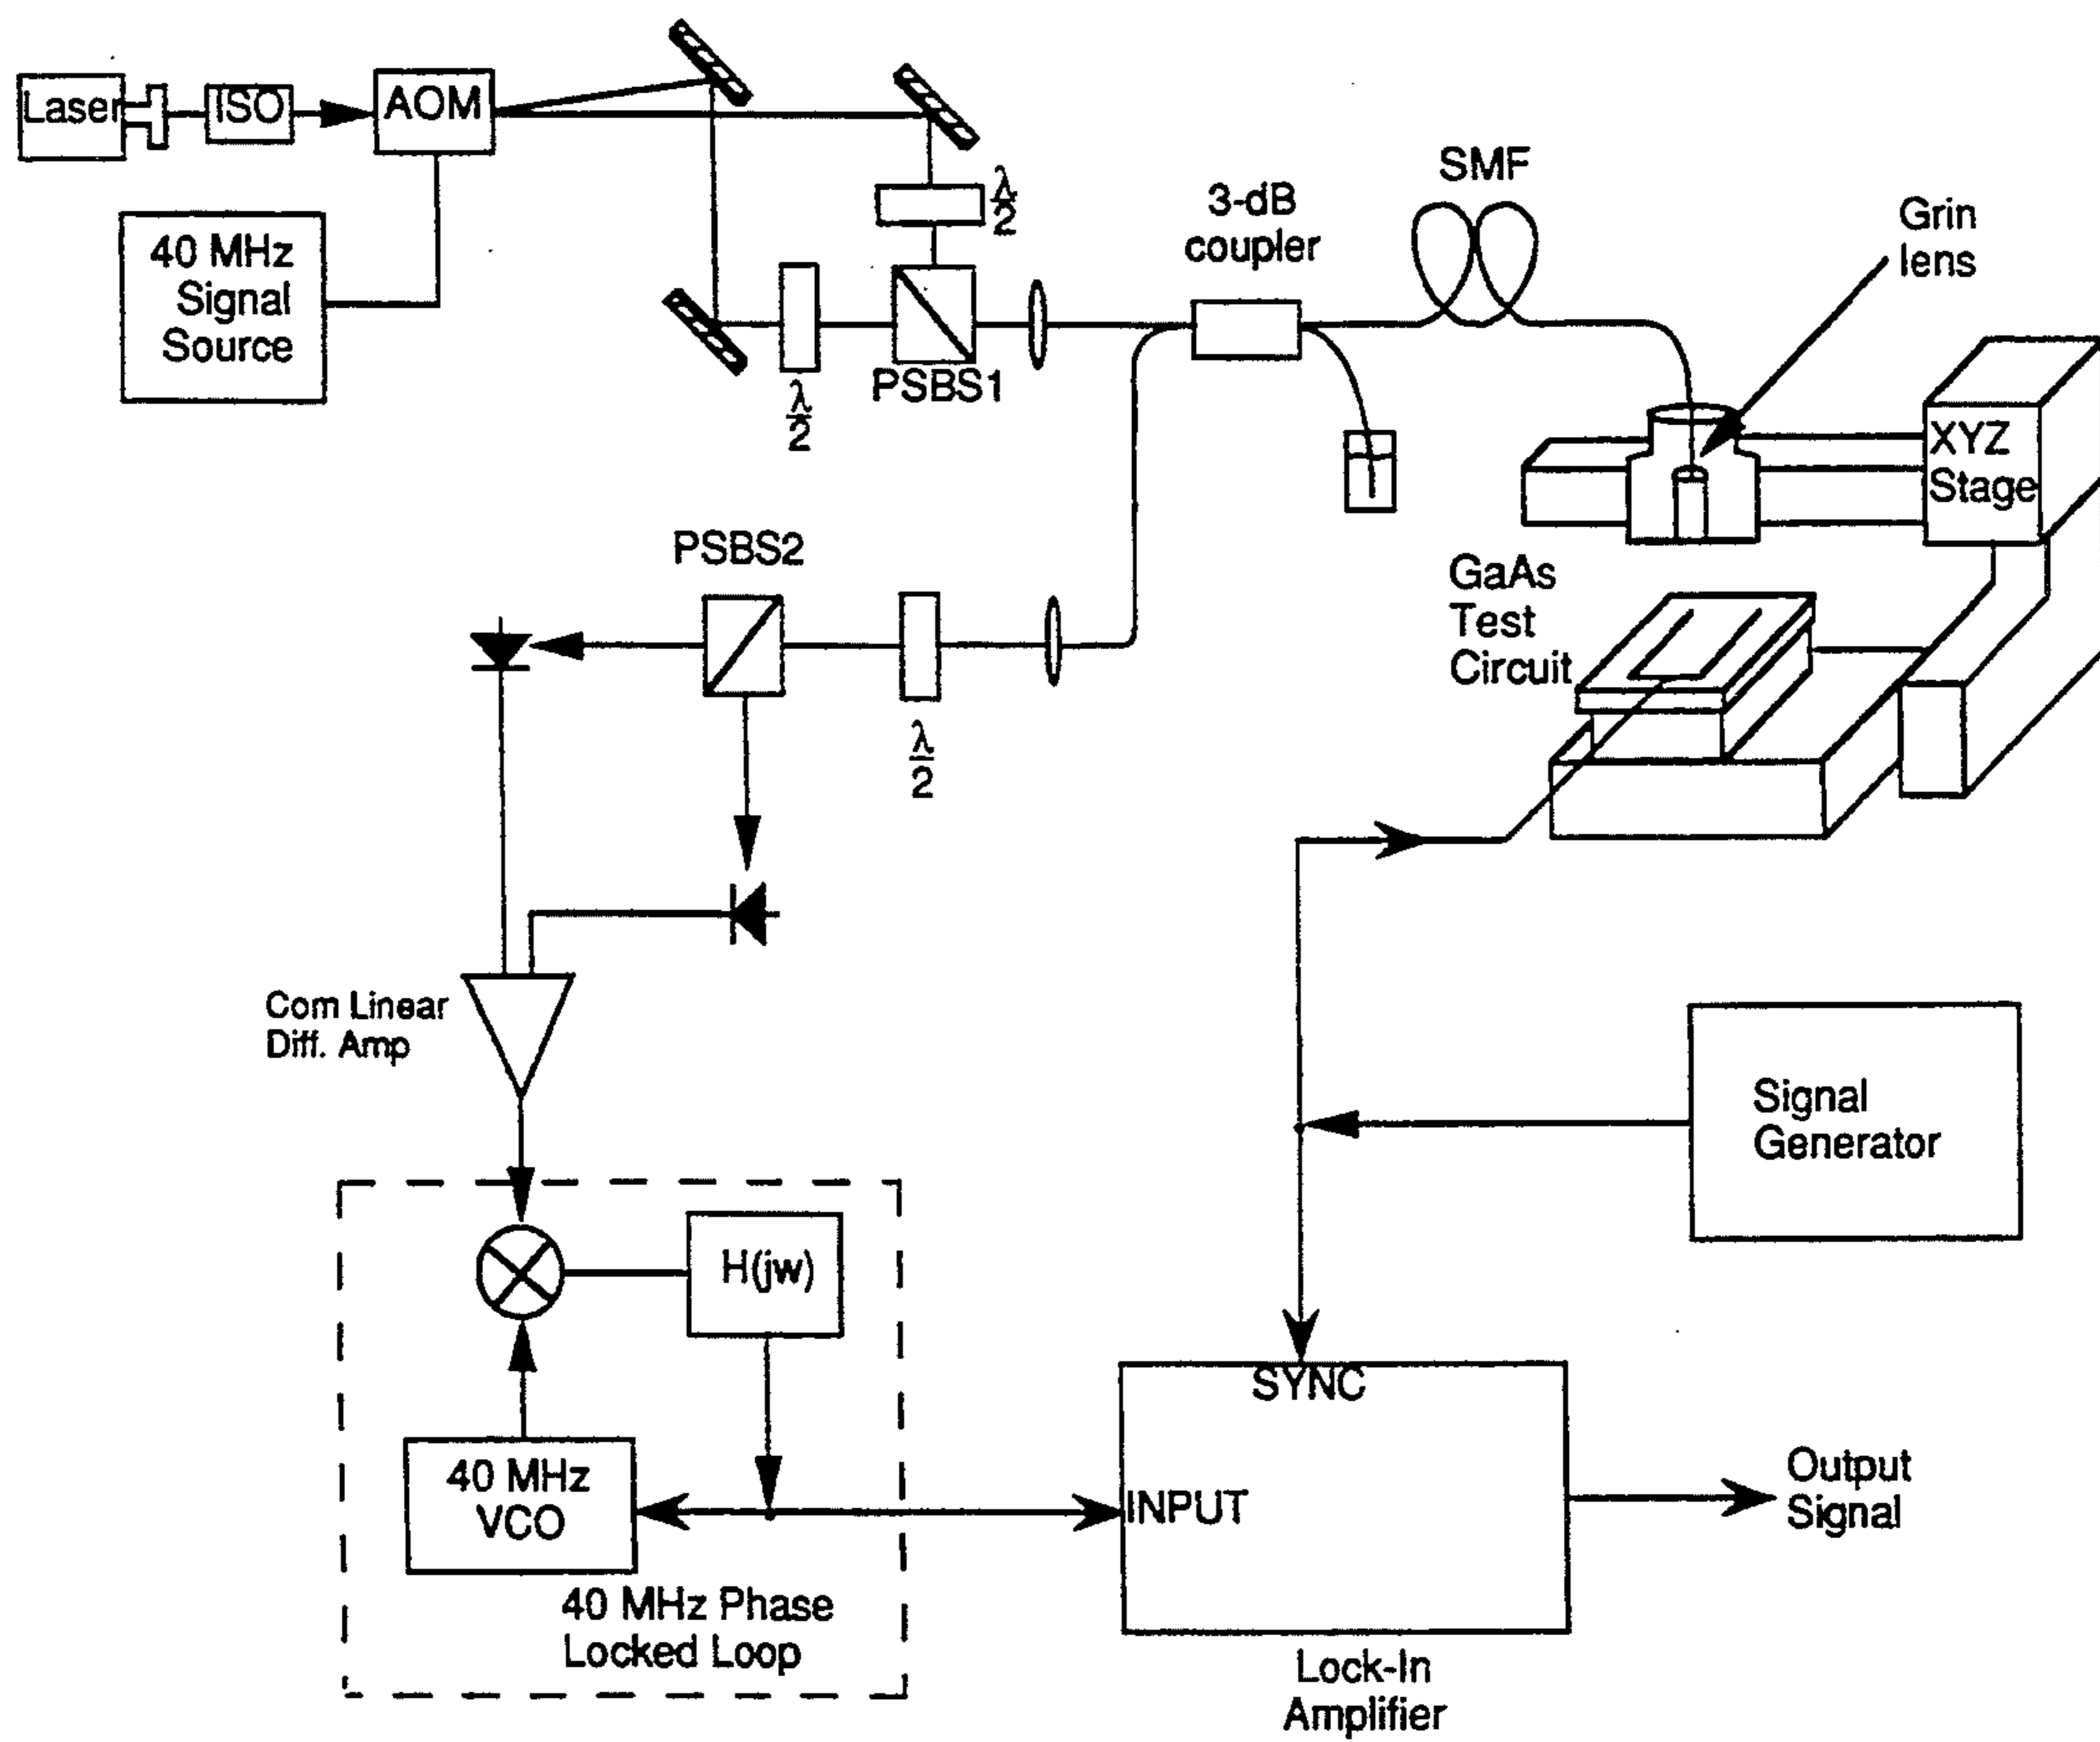 Laser
ISO
AOM
40 MHz
Signal
Source
λ
2
λ
2
PSBS1
3-dB
coupler
SMF
Grin
lens
XYZ
Stage
PSBS2
λ
2
GaAs
Test
Circuit
Com Linear
Diff. Amp
Signal
Generator
H(jw)
40 MHz
VCO
40 MHz Phase
Locked Loop
SYNC
INPUT
Output
Signal
Lock-In
Amplifier